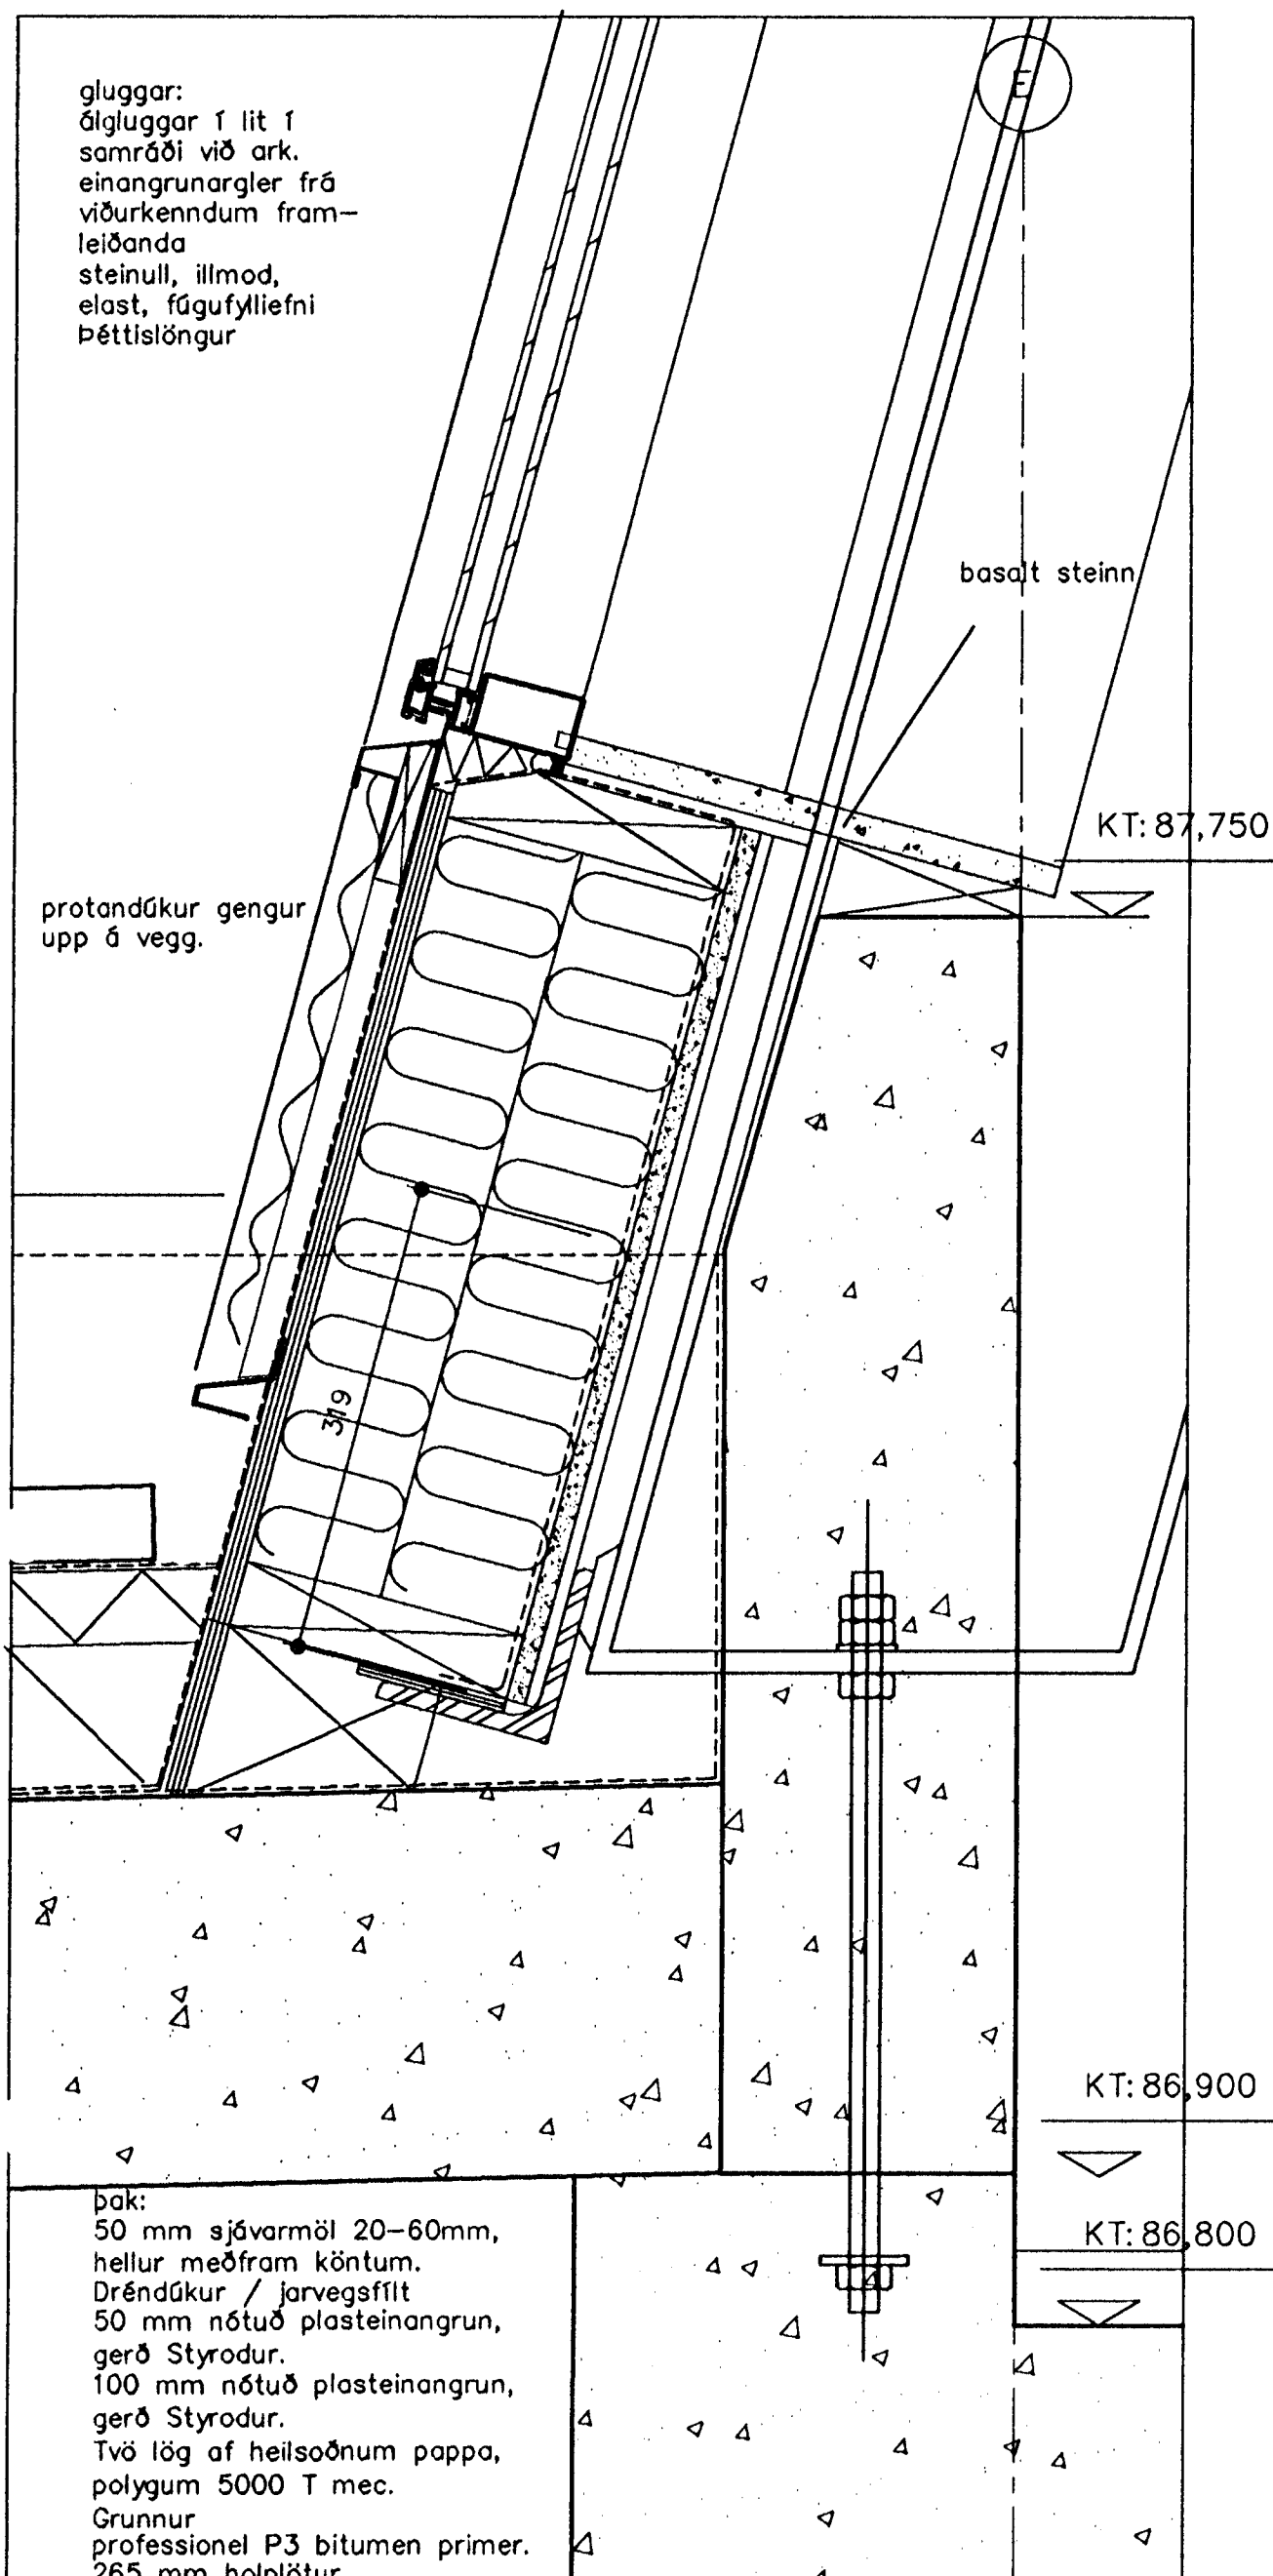 gluggar:
álgluggar í lit í
samráði við ark.
einangrunargler frá
viðurkenndum fram-
leiðanda
steinull, illmod,
elast, fúgufylliefni
Þéttislöngur
E
basalt steinn
KT: 87,750
protandúkur gengur
upp á vegg.
319
KT: 86,900
KT: 86,800
þak:
50 mm sjávarmöl 20-60mm,
hellur meðfram köntum.
Dréndúkur / jarvegsfílt
50 mm nótuð plasteinangrun,
gerð Styrodur.
100 mm nótuð plasteinangrun,
gerð Styrodur.
Tvö lög af heilsoðnum pappa,
polygum 5000 T mec.
Grunnur
professionel P3 bitumen primer.
265 mm holplötur